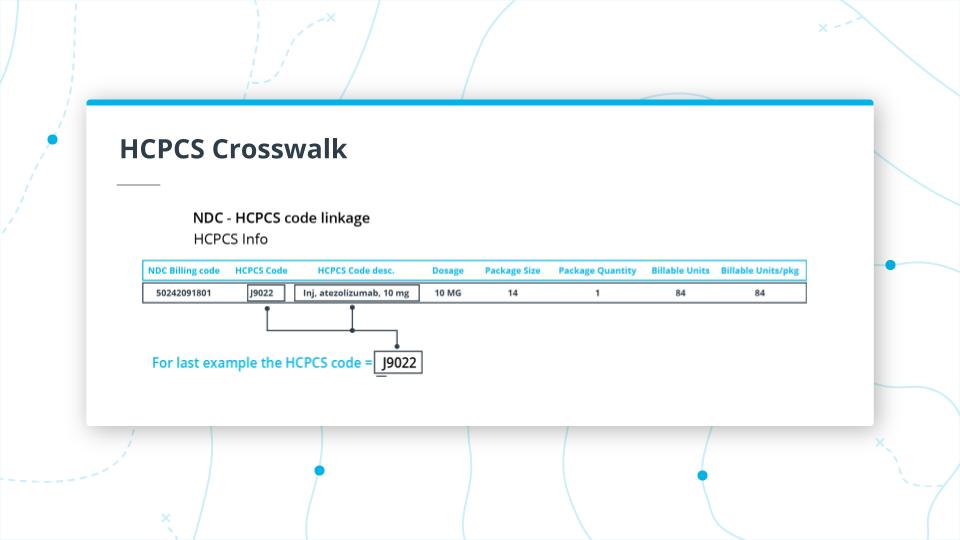 HCPCS Crosswalk
NDC - HCPCS code linkage
HCPCS Info
NDC Billing code HCPCS Code HCPCS Code desc. Dosage Package Size Package Quantity Billable Units Billable Units/pkg
50242091801 J9022 Inj, atezolizumab, 10 mg 10 MG 14 1 84 84
For last example the HCPCS code = J9022